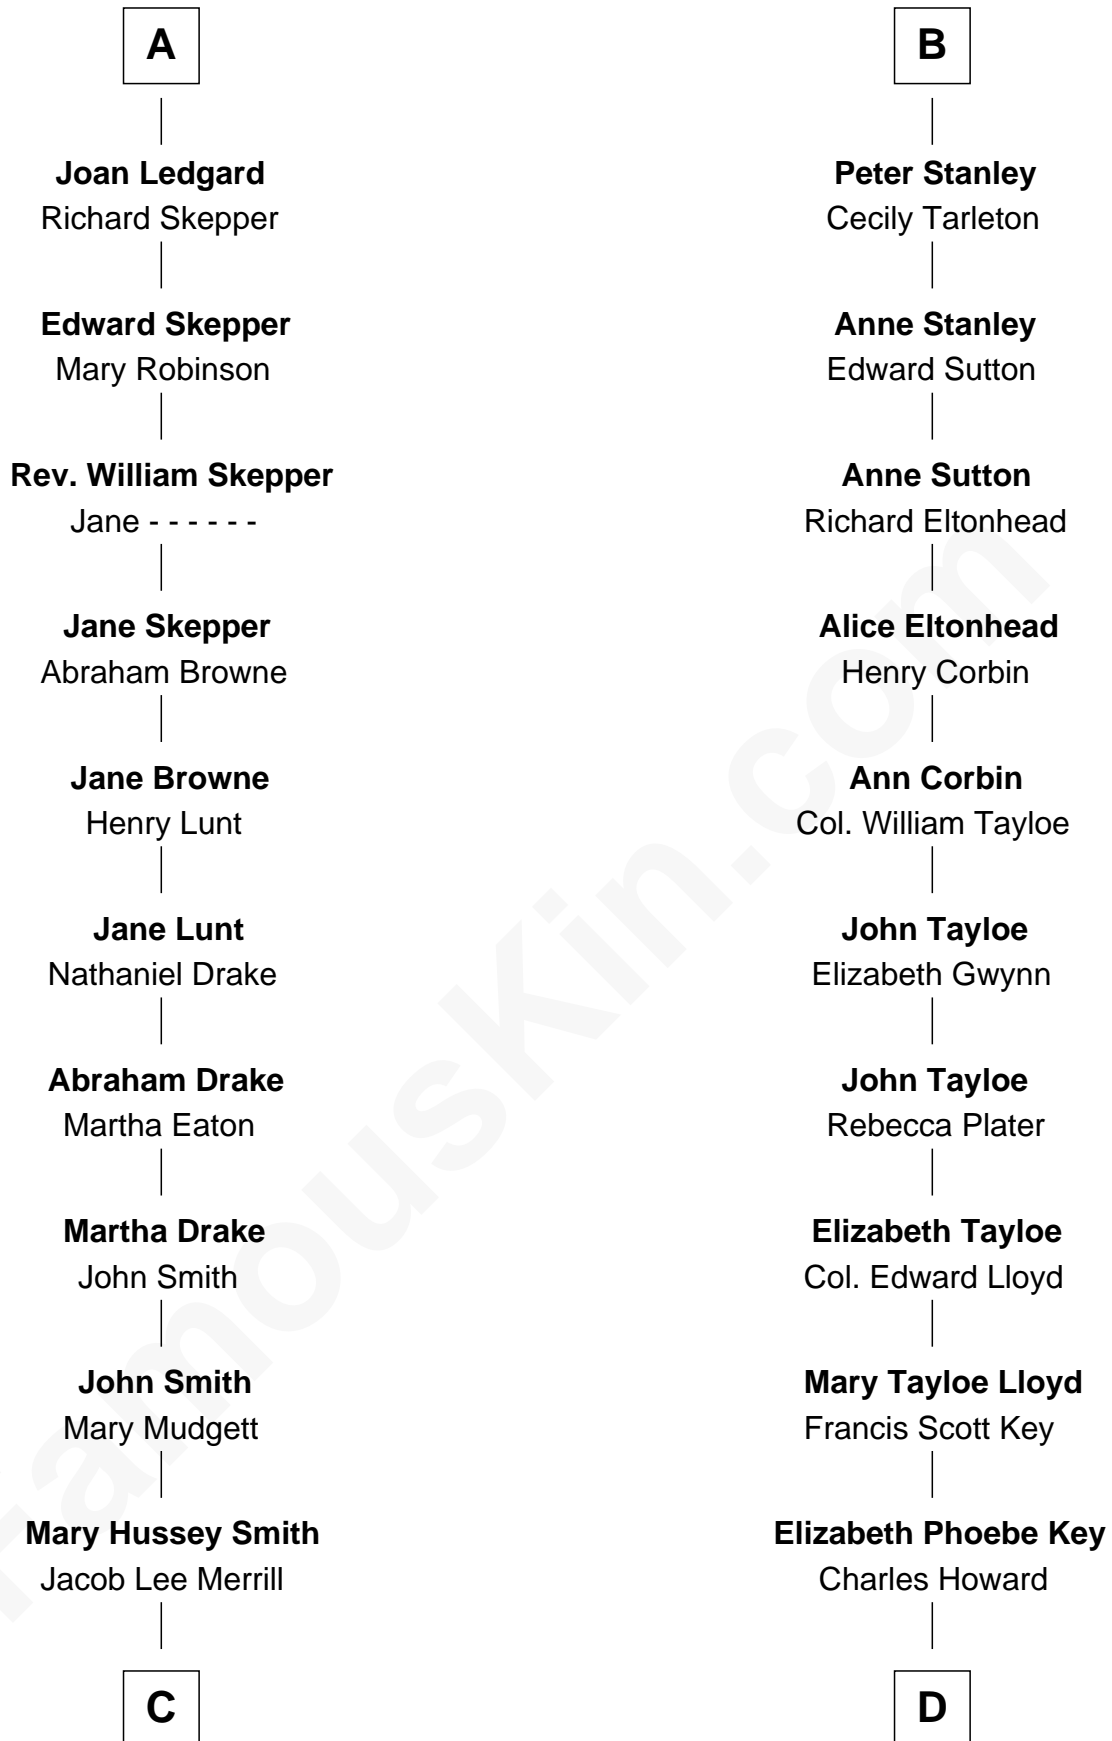 A
Joan Ledgard
Richard Skepper
Edward Skepper
Mary Robinson
Rev. William Skepper
Jane - - - - - -
Jane Skepper
Abraham Browne
Jane Browne
Henry Lunt
Jane Lunt
Nathaniel Drake
Abraham Drake
Martha Eaton
Martha Drake
John Smith
John Smith
Mary Mudgett
Mary Hussey Smith
Jacob Lee Merrill
C
B
Peter Stanley
Cecily Tarleton
Anne Stanley
Edward Sutton
Anne Sutton
Richard Eltonhead
Alice Eltonhead
Henry Corbin
Ann Corbin
Col. William Tayloe
John Tayloe
Elizabeth Gwynn
John Tayloe
Rebecca Plater
Elizabeth Tayloe
Col. Edward Lloyd
Mary Tayloe Lloyd
Francis Scott Key
Elizabeth Phoebe Key
Charles Howard
D
FamousKin.com